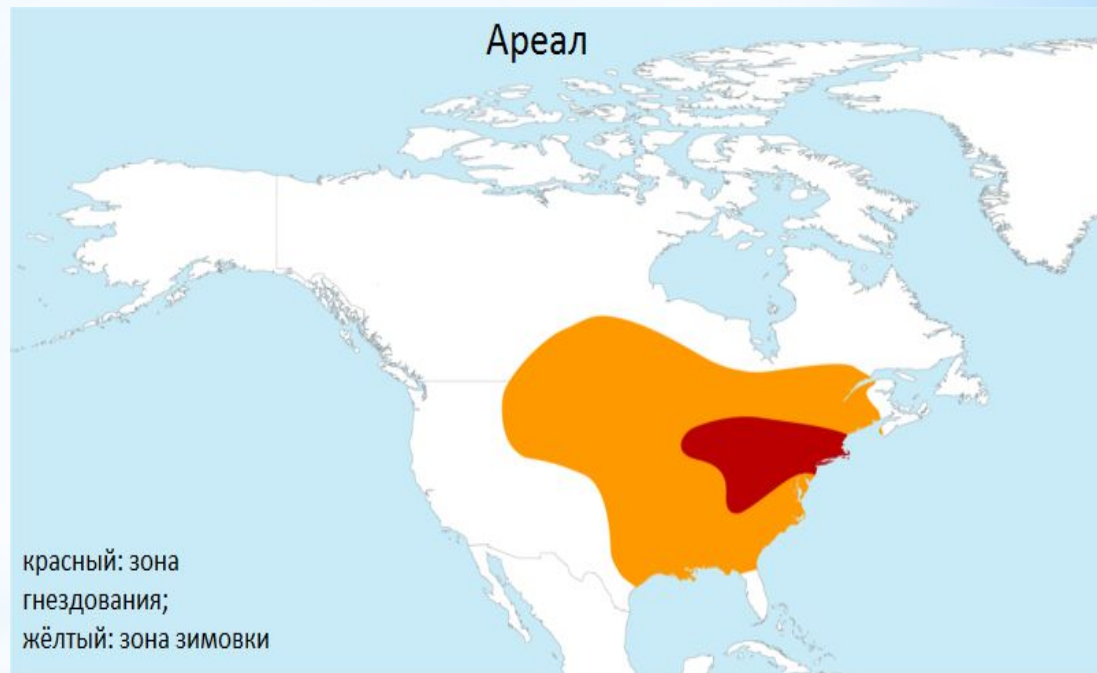 Ареал
красный: зона
гнездования;
жёлтый: зона зимовки